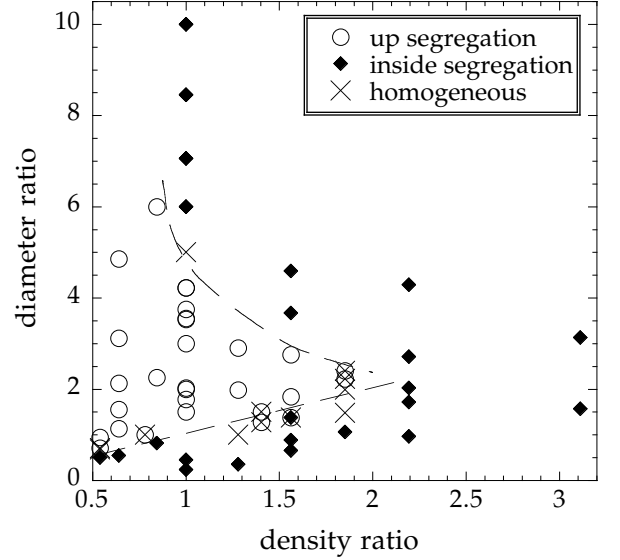 10
8
6
4
2
0
0.5
1
1.5
2
2.5
3
diameter ratio
density ratio
up segregation
inside segregation
homogeneous